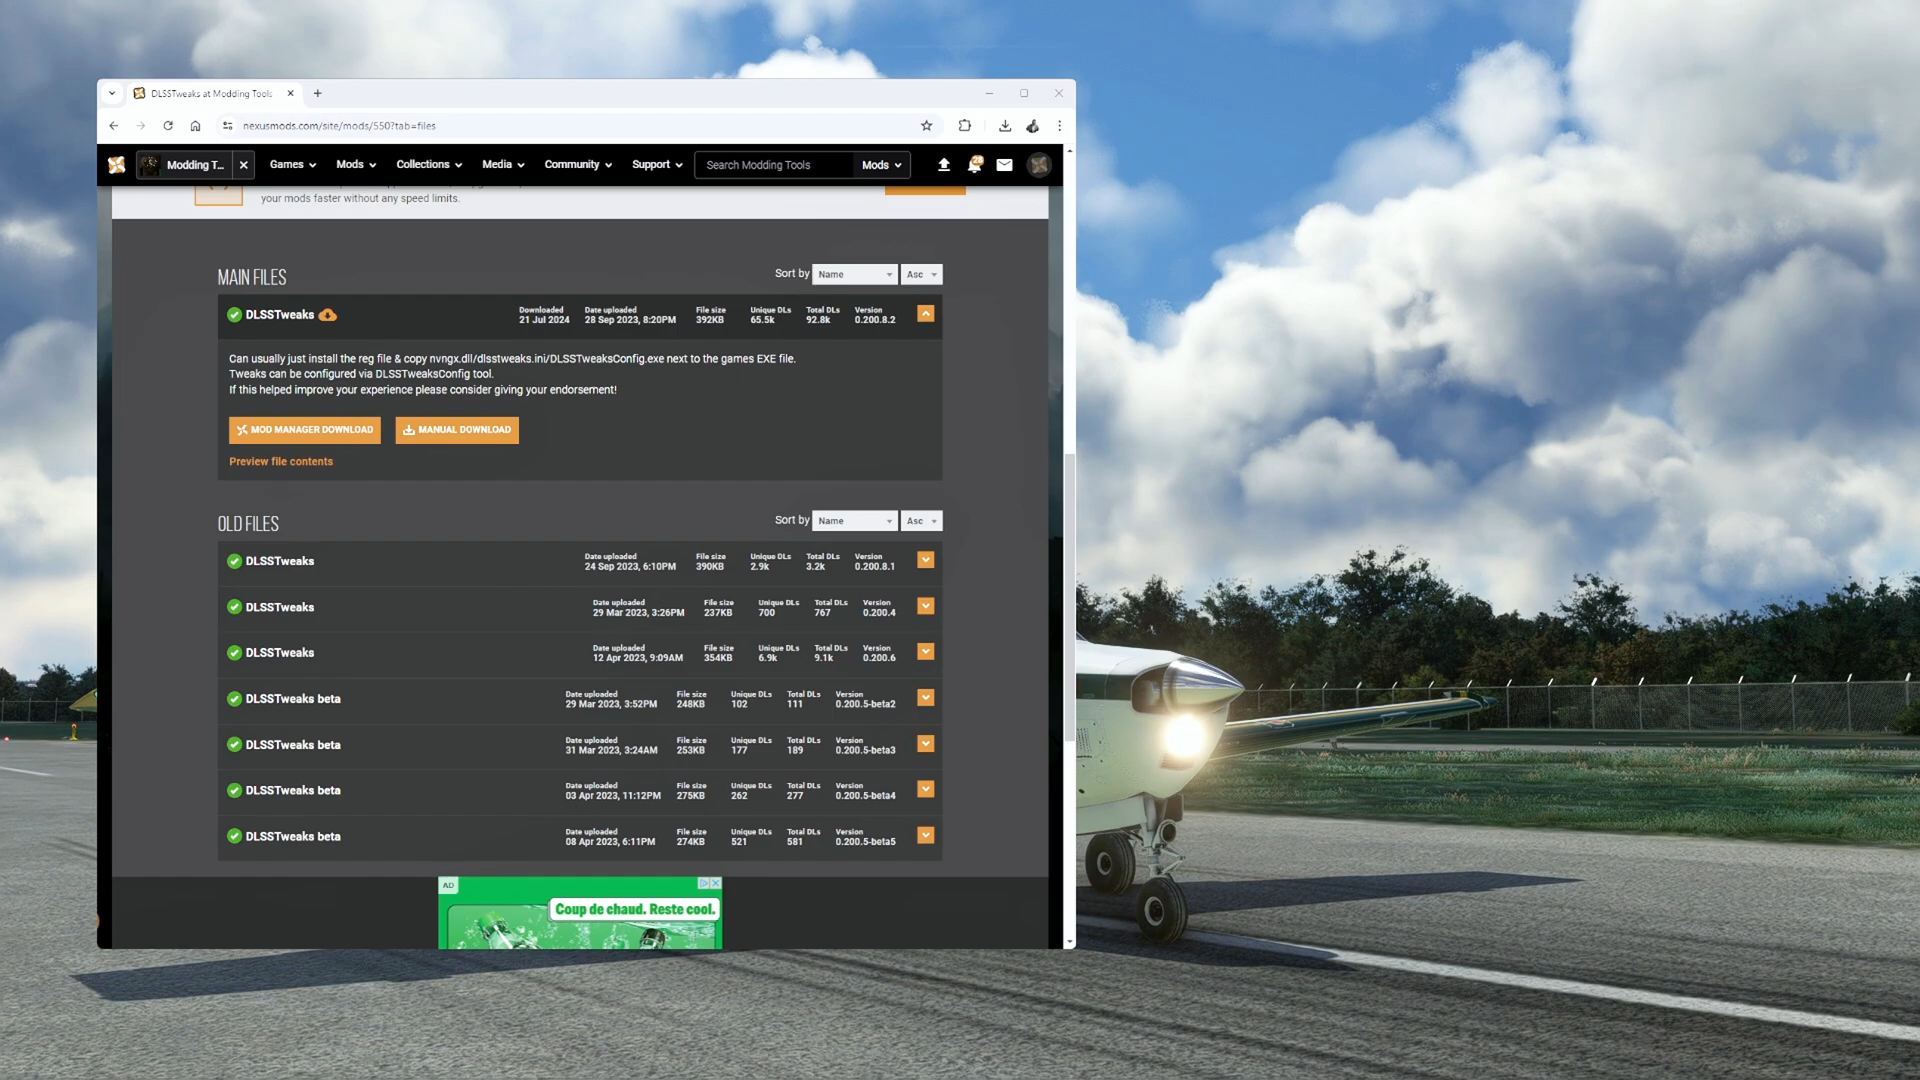 DLSSTweaks at Modding Tools
nexusmods.com/site/mods/550?tab=files
Modding T...
Games
Mods
Collections
Media
Community
Support
Search Modding Tools
Mods
your mods faster without any speed limits.
MAIN FILES
Sort by Name Asc
DLSSTweaks
Downloaded
21 Jul 2024
Date uploaded
28 Sep 2023, 8:20PM
File size
392KB
Unique DLs
65.5k
Total DLs
92.8k
Version
0.200.8.2
Can usually just install the reg file & copy nvngx.dll/dlsstweaks.ini/DLSSTweaksConfig.exe next to the games EXE file.
Tweaks can be configured via DLSSTweaksConfig tool.
If this helped improve your experience please consider giving your endorsement!
MOD MANAGER DOWNLOAD
MANUAL DOWNLOAD
Preview file contents
OLD FILES
Sort by Name Asc
DLSSTweaks
Date uploaded
24 Sep 2023, 6:10PM
File size
390KB
Unique DLs
2.9k
Total DLs
3.2k
Version
0.200.8.1
DLSSTweaks
Date uploaded
29 Mar 2023, 3:26PM
File size
237KB
Unique DLs
700
Total DLs
767
Version
0.200.4
DLSSTweaks
Date uploaded
12 Apr 2023, 9:09AM
File size
354KB
Unique DLs
6.9k
Total DLs
9.1k
Version
0.200.6
DLSSTweaks beta
Date uploaded
29 Mar 2023, 3:52PM
File size
248KB
Unique DLs
102
Total DLs
111
Version
0.200.5-beta2
DLSSTweaks beta
Date uploaded
31 Mar 2023, 3:24AM
File size
253KB
Unique DLs
177
Total DLs
189
Version
0.200.5-beta3
DLSSTweaks beta
Date uploaded
03 Apr 2023, 11:12PM
File size
275KB
Unique DLs
262
Total DLs
277
Version
0.200.5-beta4
DLSSTweaks beta
Date uploaded
08 Apr 2023, 6:11PM
File size
274KB
Unique DLs
521
Total DLs
581
Version
0.200.5-beta5
AD
Coup de chaud. Reste cool.